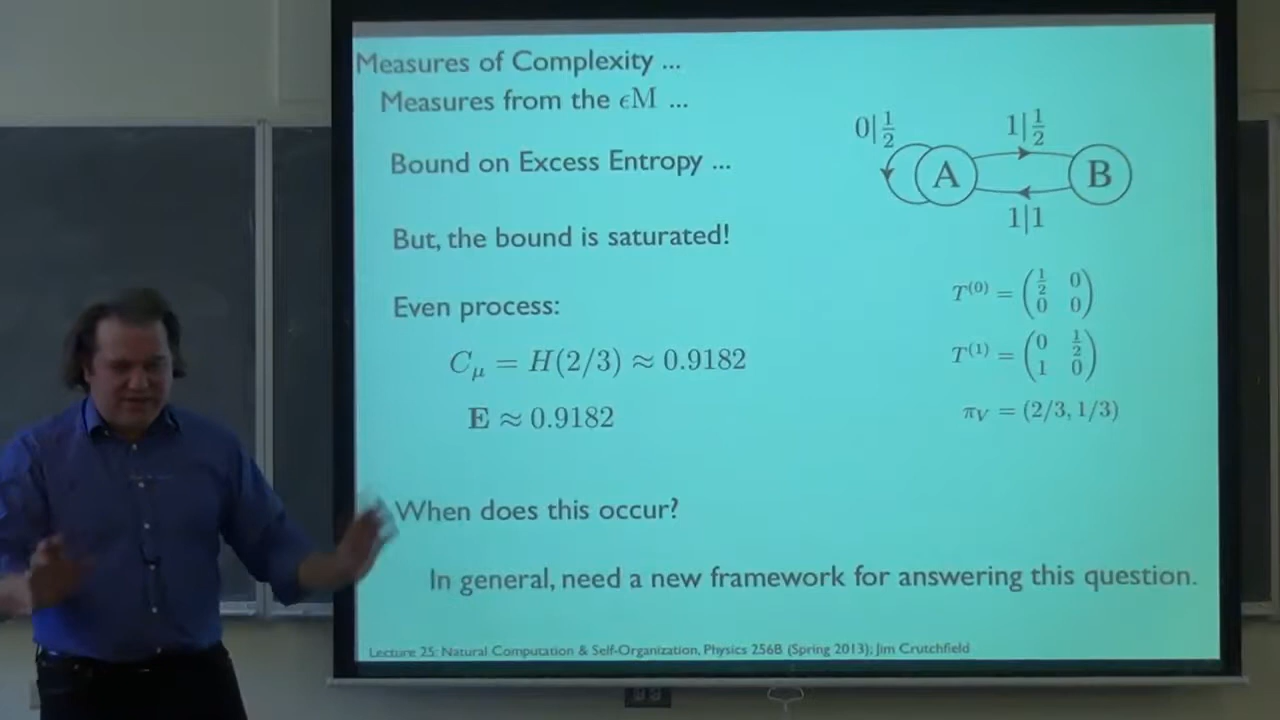 Measures of Complexity ...
Measures from the ϵM ...
Bound on Excess Entropy ...
But, the bound is saturated!
Even process:
C_μ = H(2/3) ≈ 0.9182
E ≈ 0.9182
When does this occur?
In general, need a new framework for answering this question.
0|1/2
1|1/2
A
B
1|1
T^(0) = (1/2 0
0 0)
T^(1) = (0 1/2
1 0)
π_V = (2/3, 1/3)
Lecture 25: Natural Computation & Self-Organization, Physics 256B (Spring 2013); Jim Crutchfield